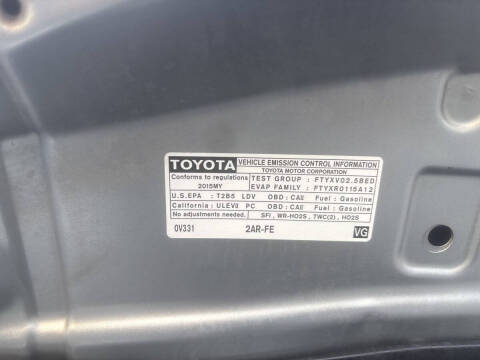 TOYOTA VEHICLE EMISSION CONTROL INFORMATION
TOYOTA MOTOR CORPORATION
Conforms to regulations TEST GROUP : FTYXV02.5BED
2015MY EVAP FAMILY : FTYXR0115A12
U.S.EPA : T2B5 LDV OBD : CAII Fuel : Gasoline
California : ULEVII PC OBD : CAII Fuel : Gasoline
No adjustments needed. SFI , WR-HO2S , TWC(2) , HO2S
0V331 2AR-FE VG